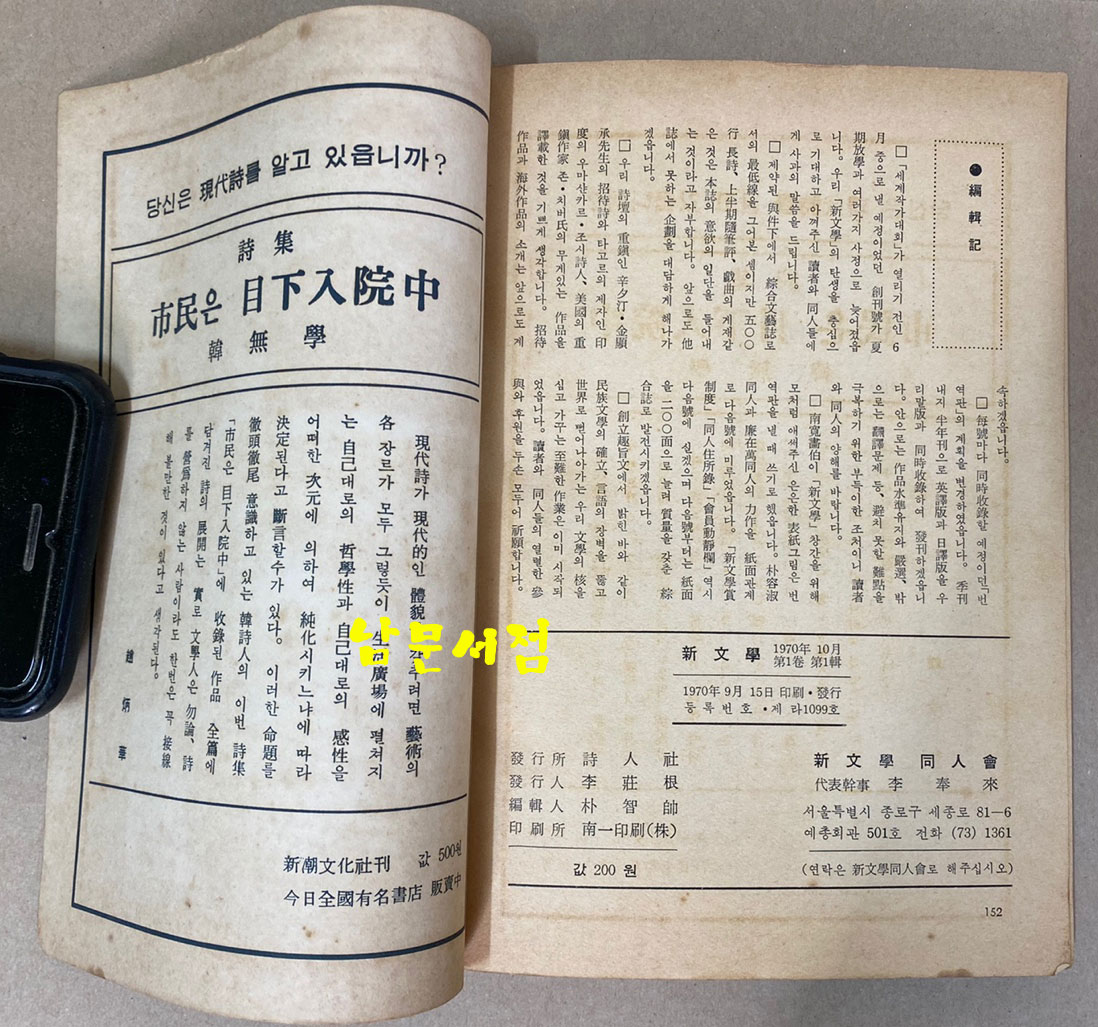 당신은 現代詩를 알고 있읍니까?
詩集
市民은 目下入院中
韓無學
現代詩가 現代的인 體貌 갖추려면 藝術의
各 장르가 모두 그렇듯이 生 廣場에 펼쳐지
는 自己대로의 哲學性과 自己대로의 感性을
어떠한 次元에 의하여 純化시키느냐에 따라
決定된다고 斷言할수가 있다. 이러한 命題를
徹頭徹尾 意識하고 있는 韓詩人의 이번 詩集
「市民은 目下入院中」에 收錄된 作品 全篇에
담겨진 詩의 展開는 實로 文學人은 勿論、詩
를 營爲하지 않는 사람이라도 한번은 꼭 接線
해 볼만한 것이 있다고 생각된다。
趙炳華
新潮文化社刊 값 500원
今日全國有名書店 販賣中
남문서점
●編輯記
□「세계작가대회」가 열리기 전인 6
月 중으로 낼 예정이었던 創刊號가 夏
期放學과 여러가지 사정으로 늦어졌읍
니다。 우리「新文學」의 탄생을 충심으
로 기대하고 아껴주신 讀者와 同人들에
게 사과의 말씀을 드립니다。
□제약된 與件下에서 綜合文藝誌로
서의 最低線을 그어본 셈이지만 五〇〇
行 長詩、上半期隨筆評、戱曲의 게재같
은 것은 本誌의 意欲의 일단을 들어내
는 것이라고 자부합니다。 앞으로도 他
誌에서 못하는 企劃을 대담하게 해나가
겠읍니다。
□우리 詩壇의 重鎭인 辛夕汀・金顯
承先生의 招待詩와 타고르의 제자인 印
度의 우마샨카르・조시詩人、美國의 重
鎭作家 존・치버氏의 무게있는 作品을
譯載한 것을 기쁘게 생각합니다。 招待
作品과 海外作品의 소개는 앞으로도 계
속하겠읍니다。
□每號마다 同時收錄할 예정이던「번
역판」의 계획을 변경하였읍니다。 季刊
내지 半年刊으로 英譯版과 日譯版을 우
리말版과 同時收錄하여 發刊하겠읍니
다。 안으로는 作品水準유지와 嚴選、밖
으로는 飜譯문제 등、避치 못할 難點을
극복하기 위한 부득이한 조처이니 讀者
와 同人의 양해를 바랍니다。
□南寬畵伯이「新文學」창간을 위해
모처럼 애써주신 은은한 表紙그림은 번
역판을 낼 때 쓰기로 했읍니다。 朴容淑
同人과 廉在萬同人의 力作을 紙面관계
로 다음號에 미루었읍니다。「新文學賞
制度」「同人住所錄」「會員動靜欄」역시
다음號에 실겠으며 다음號부터는 紙面
을 二〇〇面으로 늘려 質量을 갖춘 綜
合誌로 발전시키겠읍니다。
□創立趣旨文에서 밝힌 바와 같이
民族文學의 確立、言語의 장벽을 뚫고
世界로 뻗어나아가는 우리 文學의 核을
심고 가꾸는 至難한 作業은 이미 시작되
었읍니다。 讀者와 同人들의 열렬한 參
與와 후원을 두손 모두어 祈願합니다。
新文學 1970年 10月
第1卷 第1輯
1970年 9月 15日 印刷・發行
등록번호・제 라1099호
發行所 詩人社
發行人 李莊根
編輯人 朴智帥
印刷所 南一印刷(株)
값 200 원
新文學 同人會
代表幹事 李奉來
서울특별시 종로구 세종로 81—6
예총회관 501호 전화 (73) 1361
(연락은 新文學同人會로 해주십시오)
152